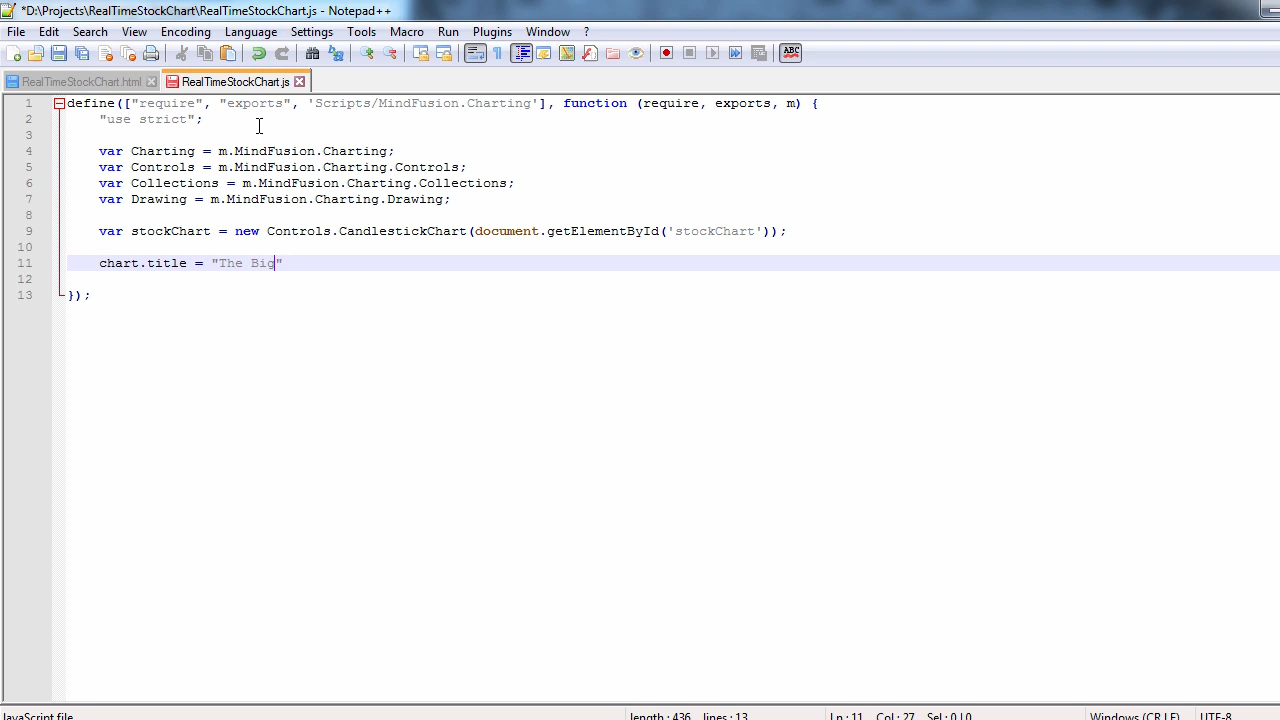 *D:\Projects\RealTimeStockChart\RealTimeStockChart.js - Notepad++
File Edit Search View Encoding Language Settings Tools Macro Run Plugins Window ?
ABC
RealTimeStockChart.html RealTimeStockChart.js
1 define(["require", "exports", 'Scripts/MindFusion.Charting'], function (require, exports, m) {
2 "use strict";
3
4 var Charting = m.MindFusion.Charting;
5 var Controls = m.MindFusion.Charting.Controls;
6 var Collections = m.MindFusion.Charting.Collections;
7 var Drawing = m.MindFusion.Charting.Drawing;
8
9 var stockChart = new Controls.CandlestickChart(document.getElementById('stockChart'));
10
11 chart.title = "The Big"
12
13 });
JavaScript file length : 436 lines : 13 Ln : 11 Col : 27 Sel : 0 | 0 Windows (CR LF) UTF-8